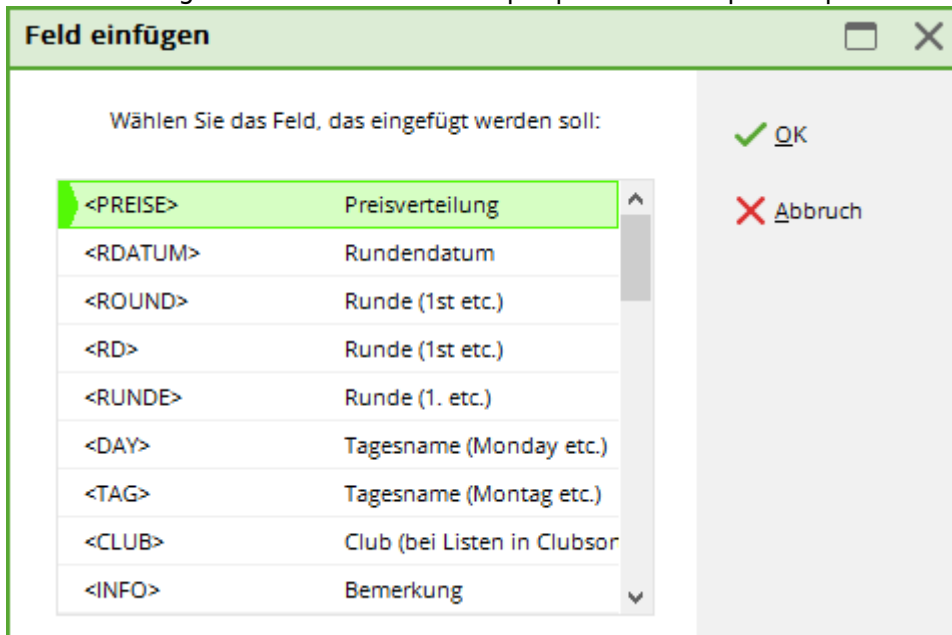 Feld einfügen
Wählen Sie das Feld, das eingefügt werden soll:
OK
<PREISE> Preisverteilung
Abbruch
<RDATUM> Rundendatum
<ROUND> Runde (1st etc.)
<RD> Runde (1st etc.)
<RUNDE> Runde (1. etc.)
<DAY> Tagesname (Monday etc.)
<TAG> Tagesname (Montag etc.)
<CLUB> Club (bei Listen in Clubsor
<INFO> Bemerkung